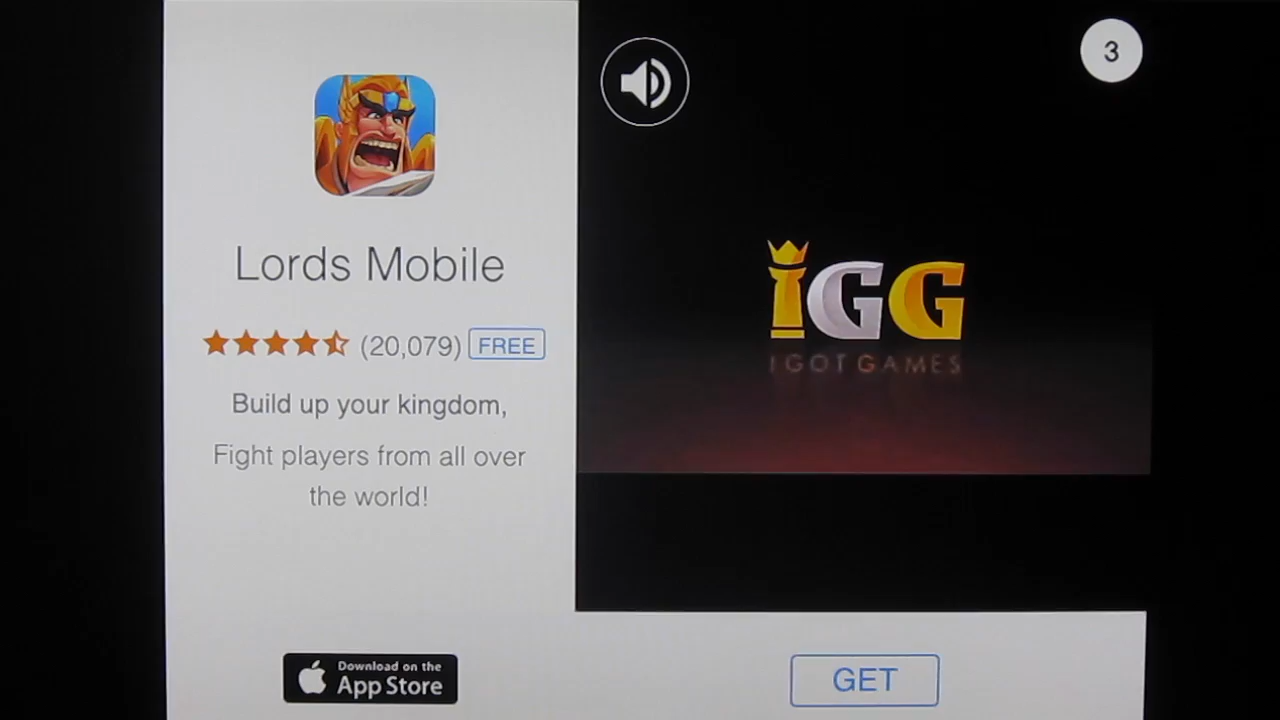 Lords Mobile
(20,079) FREE
Build up your kingdom,
Fight players from all over
the world!
Download on the
App Store
3
IGG
I GOT GAMES
GET